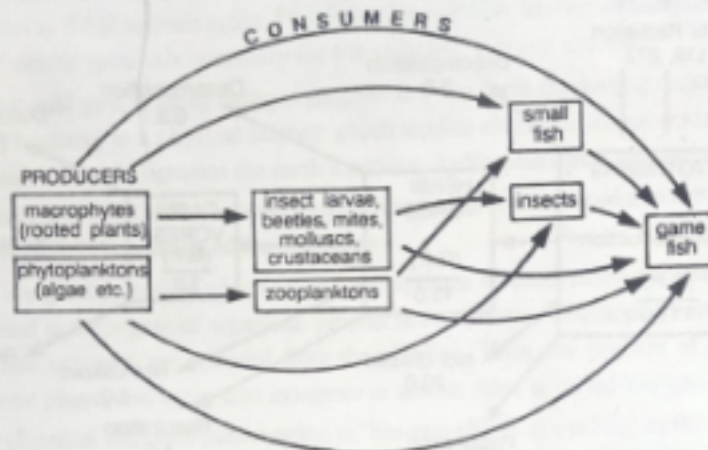 CONSUMERS
small
fish
PRODUCERS
macrophytes
(rooted plants)
insect larvae,
beetles, mites,
molluscs,
crustaceans
insects
game
fish
phytoplanktons
(algae etc.)
zooplanktons